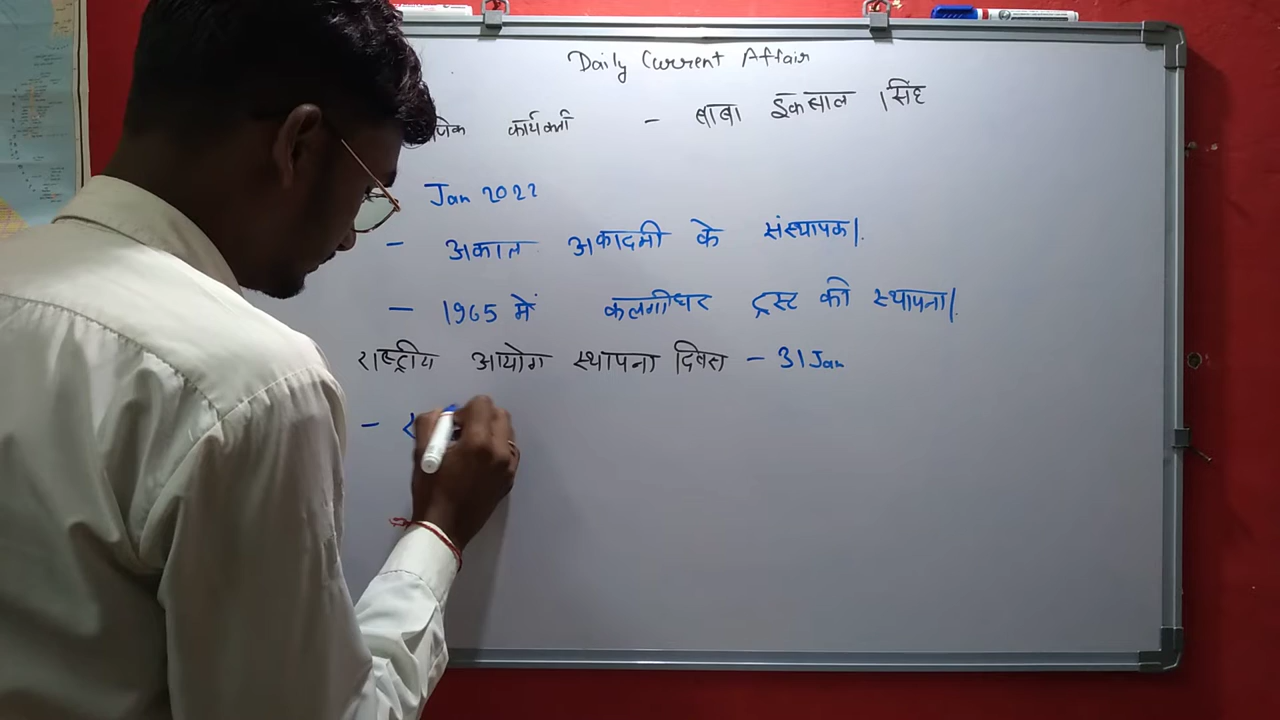 Daily Current Affair
कार्यकर्ता - बाबा इकबाल सिंह
Jan 2022
- अकाल अकादमी के संस्थापक।
- 1965 में कलगीधर ट्रस्ट की स्थापना।
राष्ट्रीय आयोग स्थापना दिवस - 31 Jan
-